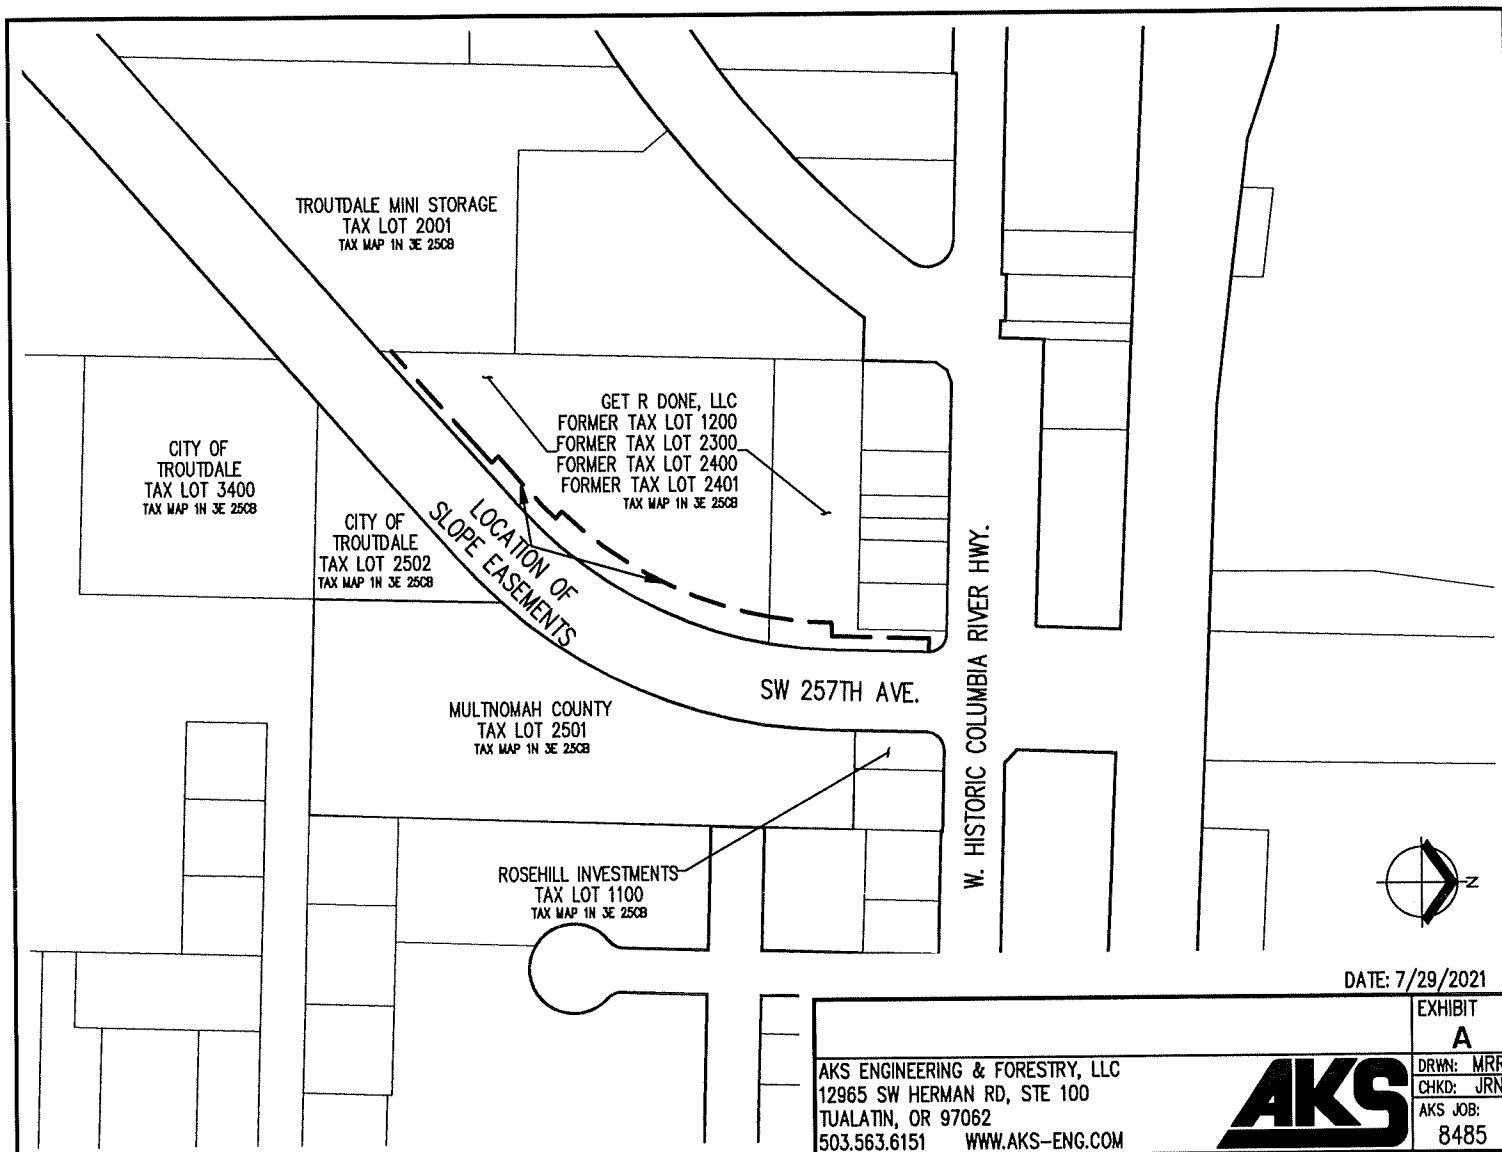 TROUTDALE MINI STORAGE
TAX LOT 2001
TAX MAP 1N 3E 25CB
GET R DONE, LLC
FORMER TAX LOT 1200
FORMER TAX LOT 2300
FORMER TAX LOT 2400
FORMER TAX LOT 2401
TAX MAP 1N 3E 25CB
CITY OF
TROUTDALE
TAX LOT 3400
TAX MAP 1N 3E 25CB
CITY OF
TROUTDALE
TAX LOT 2502
TAX MAP 1N 3E 25CB
LOCATION OF
SLOPE EASEMENTS
W. HISTORIC COLUMBIA RIVER HWY.
SW 257TH AVE.
MULTNOMAH COUNTY
TAX LOT 2501
TAX MAP 1N 3E 25CB
ROSEHILL INVESTMENTS
TAX LOT 1100
TAX MAP 1N 3E 25CB
N
DATE: 7/29/2021
EXHIBIT
A
AKS ENGINEERING & FORESTRY, LLC
12965 SW HERMAN RD, STE 100
TUALATIN, OR 97062
503.563.6151 WWW.AKS-ENG.COM
AKS
DRWN: MRR
CHKD: JRN
AKS JOB:
8485